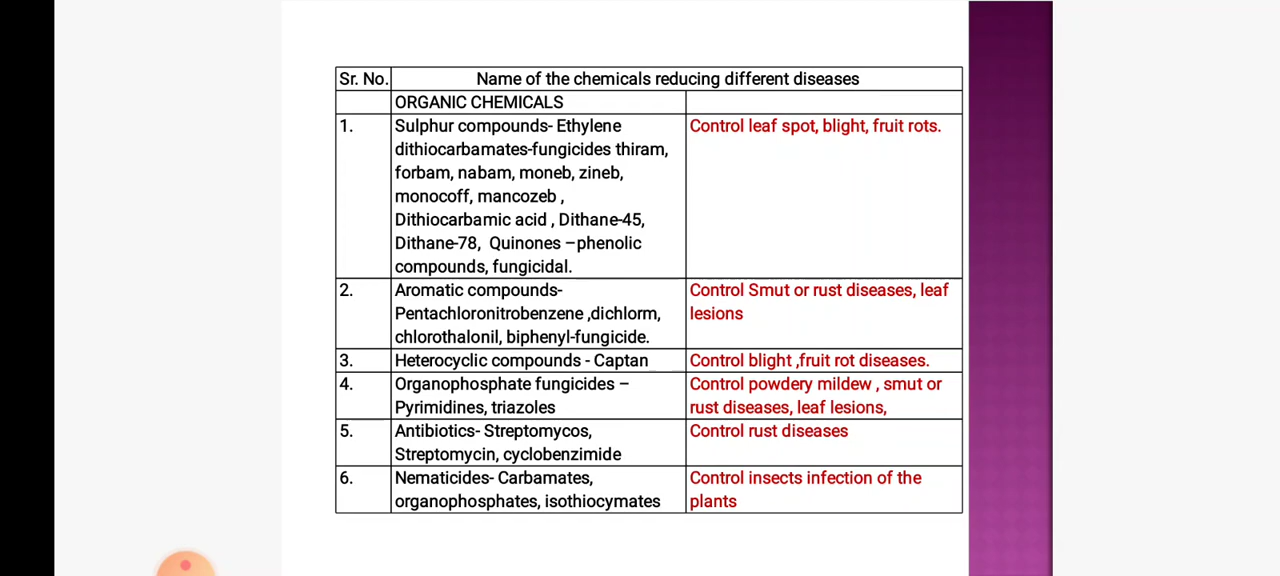 Sr. No. Name of the chemicals reducing different diseases
ORGANIC CHEMICALS
1. Sulphur compounds- Ethylene Control leaf spot, blight, fruit rots.
dithiocarbamates-fungicides thiram,
forbam, nabam, moneb, zineb,
monocoff, mancozeb ,
Dithiocarbamic acid , Dithane-45,
Dithane-78, Quinones –phenolic
compounds, fungicidal.
2. Aromatic compounds- Control Smut or rust diseases, leaf
Pentachloronitrobenzene ,dichlorm, lesions
chlorothalonil, biphenyl-fungicide.
3. Heterocyclic compounds - Captan Control blight ,fruit rot diseases.
4. Organophosphate fungicides – Control powdery mildew , smut or
Pyrimidines, triazoles rust diseases, leaf lesions,
5. Antibiotics- Streptomycos, Control rust diseases
Streptomycin, cyclobenzimide
6. Nematicides- Carbamates, Control insects infection of the
organophosphates, isothiocymates plants